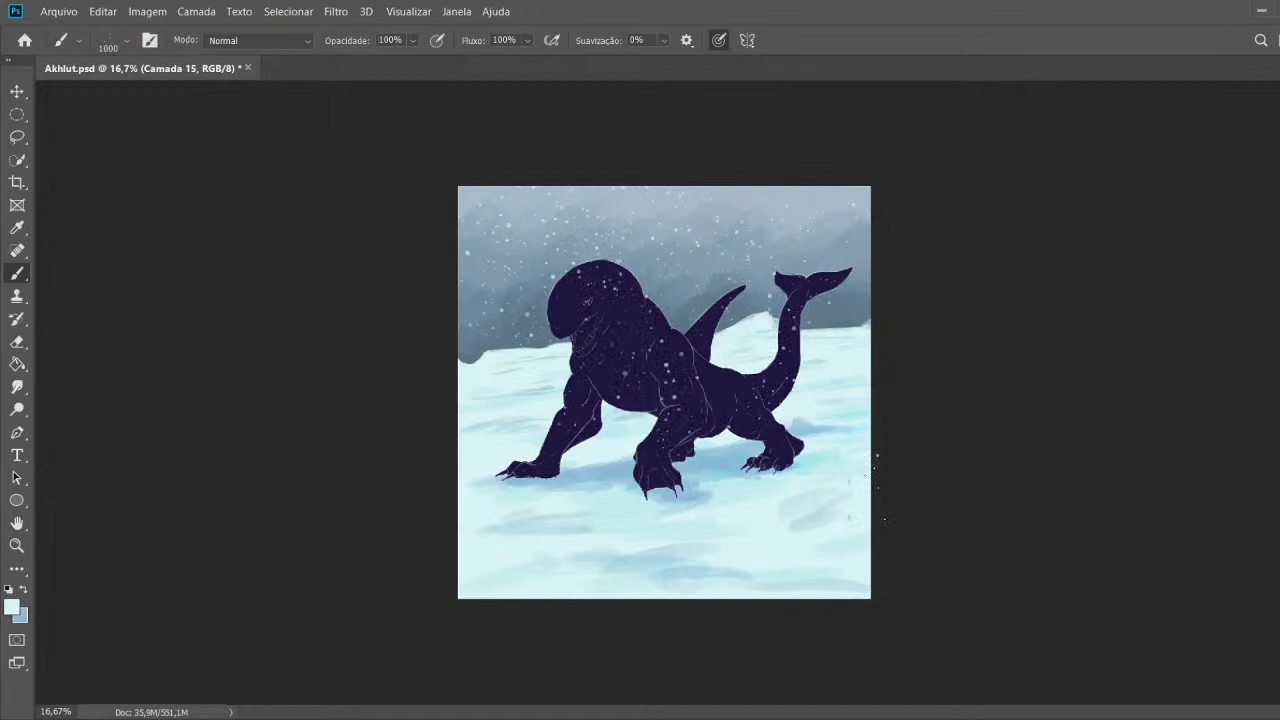 Ps Arquivo Editar Imagem Camada Texto Selecionar Filtro 3D Visualizar Janela Ajuda
1000 Modo: Normal Opacidade: 100% Fluxo: 100% Suavização: 0%
Akhlut.psd @ 16,7% (Camada 15, RGB/8) *
16,67% Doc: 35,9M/551,1M